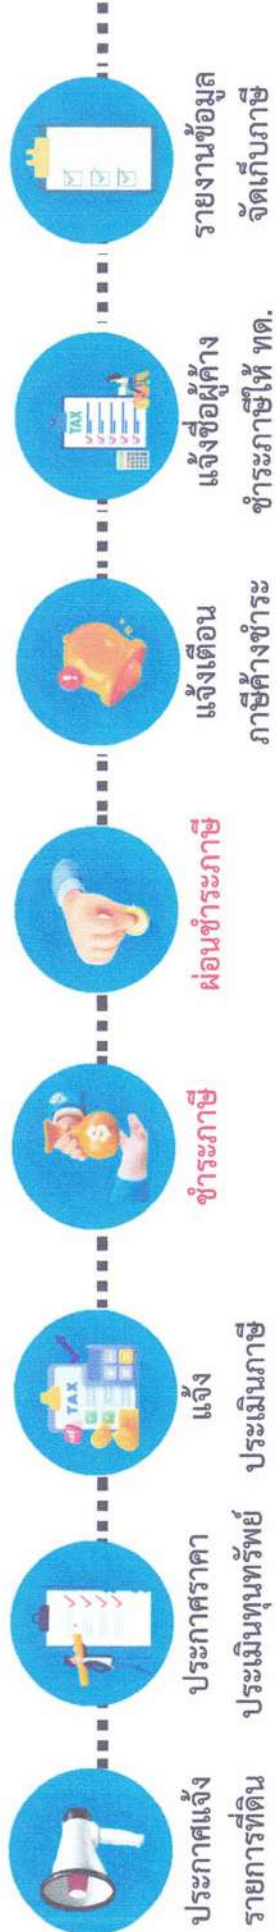 ประกาศแจ้ง
รายการที่ดิน
ประกาศราคา
ประเมินทุนทรัพย์
TAX
แจ้ง
ประเมินภาษี
ชำระภาษี
ผ่อนชำระภาษี
แจ้งเตือน
ภาษีค้างชำระ
TAX
แจ้งชื่อผู้ค้าง
ชำระภาษีให้ ทด.
รายงานข้อมูล
จัดเก็บภาษี